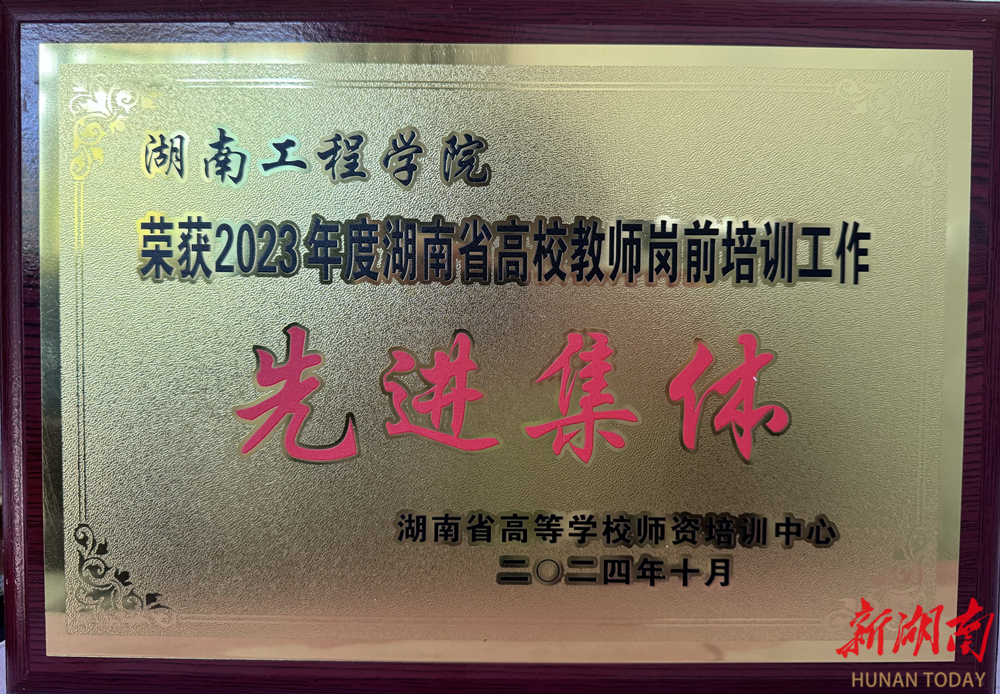 湖南工程学院
荣获2023年度湖南省高校教师岗前培训工作
先进集体
湖南省高等学校师资培训中心
二〇二四年十月
新湖南
HUNAN TODAY